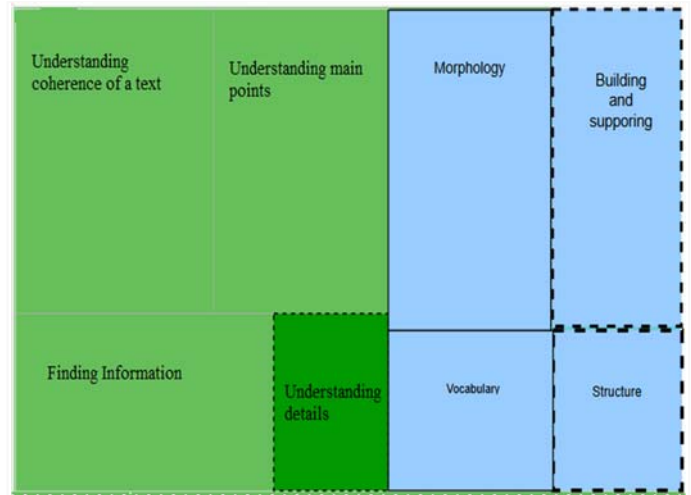 Understanding
coherence of a text
Understanding main
points
Morphology
Building
and
supporing
Finding Information
Understanding
details
Vocabulary
Structure